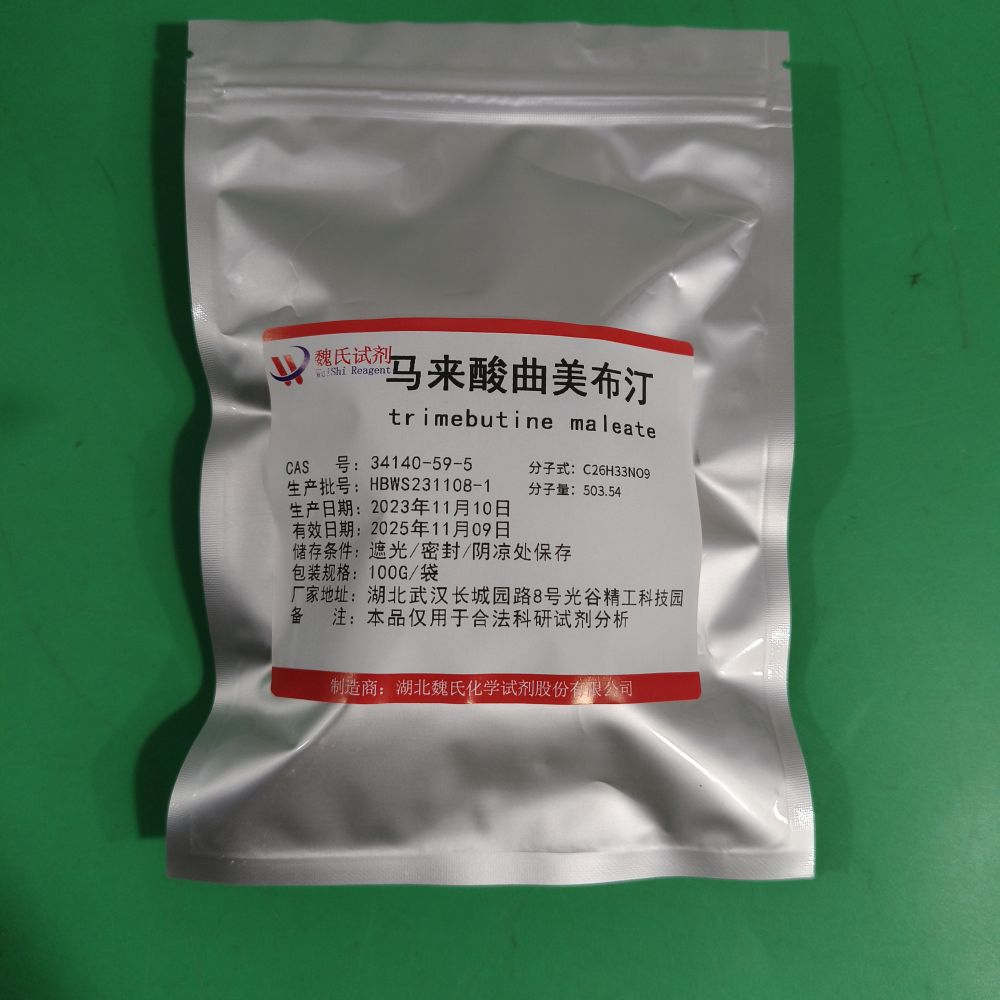 魏氏试剂
WeiShi Reagent
马来酸曲美布汀
trimebutine maleate
CAS 号: 34140-59-5
分子式: C26H33NO9
生产批号: HBWS231108-1
分子量: 503.54
生产日期: 2023年11月10日
有效日期: 2025年11月09日
储存条件: 遮光/密封/阴凉处保存
包装规格: 100G/袋
厂家地址: 湖北武汉长城园路8号光谷精工科技园
备 注: 本品仅用于合法科研试剂分析
制造商: 湖北魏氏化学试剂股份有限公司